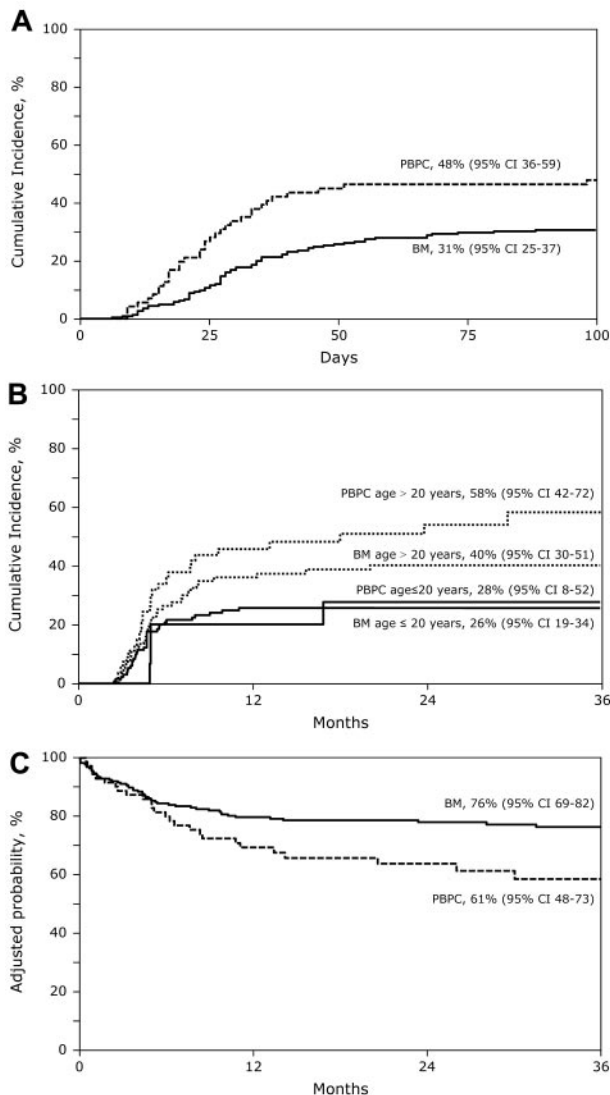 A
100
80
60
40
20
0
Cumulative Incidence, %
PBPC, 48% (95% CI 36-59)
BM, 31% (95% CI 25-37)
0 25 50 75 100
Days
B
100
80
60
40
20
0
Cumulative Incidence, %
PBPC age > 20 years, 58% (95% CI 42-72)
BM age > 20 years, 40% (95% CI 30-51)
PBPC age≤20 years, 28% (95% CI 8-52)
BM age ≤ 20 years, 26% (95% CI 19-34)
0 12 24 36
Months
C
100
80
60
40
20
0
Adjusted probability, %
BM, 76% (95% CI 69-82)
PBPC, 61% (95% CI 48-73)
0 12 24 36
Months